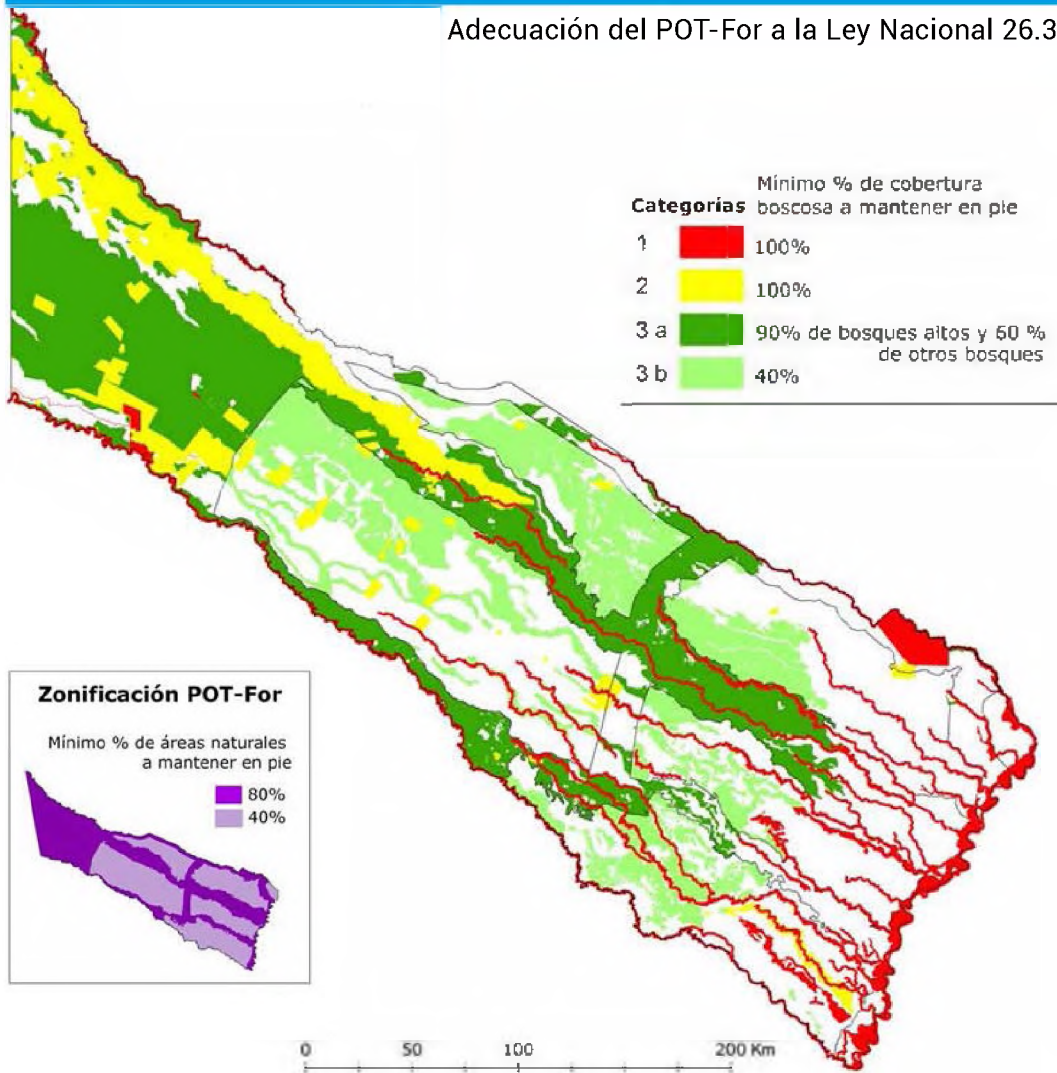 Adecuación del POT-For a la Ley Nacional 26.3
Categorías
Mínimo % de cobertura
boscosa a mantener en pie
1 100%
2 100%
3 a 90% de bosques altos y 60 %
de otros bosques
3 b 40%
Zonificación POT-For
Mínimo % de áreas naturales
a mantener en pie
80%
40%
0 50 100 200 Km